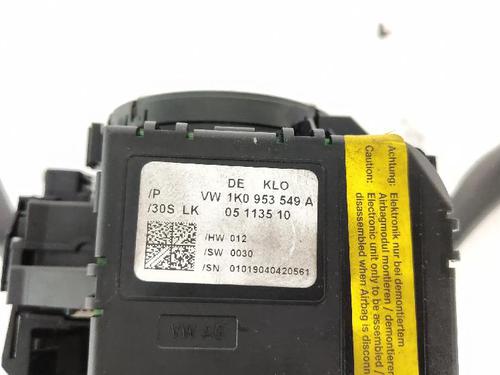 DE KLO
/P VW 1K0 953 549 A
/30S LK 05 1135 10
/HW 012
/SW 0030
/SN 01019040420561
VW AG
Achtung: Elektronik nur bei demontiertem
Airbagmodul montieren / demontieren
Caution: Electronic unit only to be assembled /
disassembled when Airbag is disconn